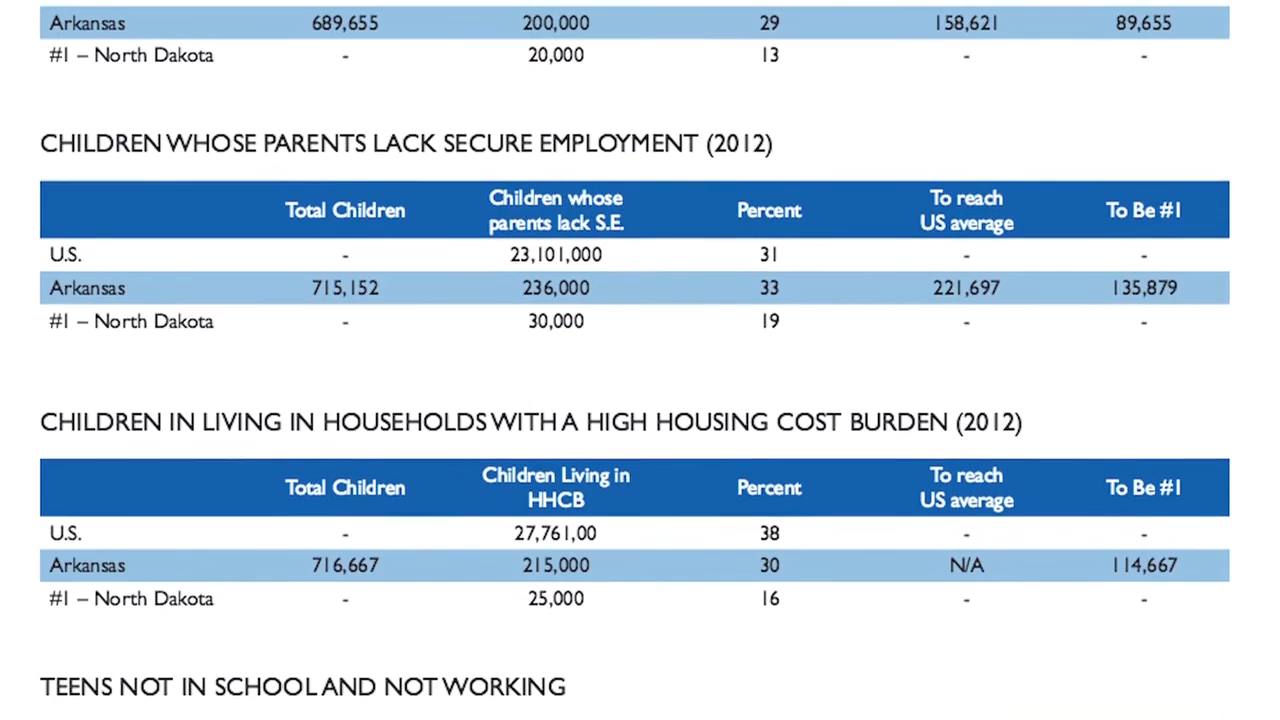 Arkansas 689,655 200,000 29 158,621 89,655
#1 – North Dakota - 20,000 13 - -
CHILDREN WHOSE PARENTS LACK SECURE EMPLOYMENT (2012)
Total Children Children whose parents lack S.E. Percent To reach US average To Be #1
U.S. - 23,101,000 31 - -
Arkansas 715,152 236,000 33 221,697 135,879
#1 – North Dakota - 30,000 19 - -
CHILDREN IN LIVING IN HOUSEHOLDS WITH A HIGH HOUSING COST BURDEN (2012)
Total Children Children Living in HHCB Percent To reach US average To Be #1
U.S. - 27,761,00 38 - -
Arkansas 716,667 215,000 30 N/A 114,667
#1 – North Dakota - 25,000 16 - -
TEENS NOT IN SCHOOL AND NOT WORKING